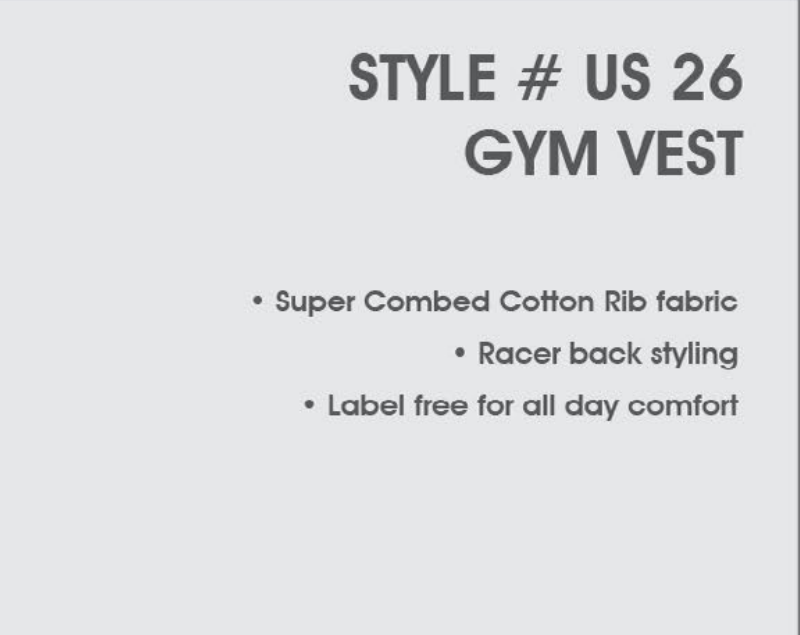 STYLE # US 26
GYM VEST
• Super Combed Cotton Rib fabric
• Racer back styling
• Label free for all day comfort